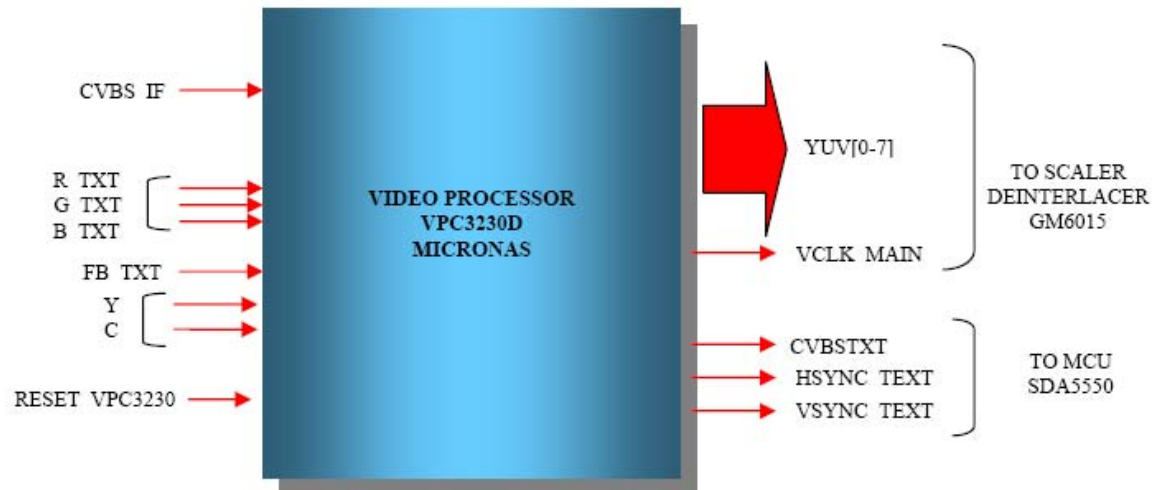 CVBS IF
R TXT
G TXT
B TXT
FB TXT
Y
C
RESET VPC3230
VIDEO PROCESSOR
VPC3230D
MICRONAS
YUV[0-7]
VCLK MAIN
TO SCALER
DEINTERLACER
GM6015
CVBSTXT
HSYNC TEXT
VSYNC TEXT
TO MCU
SDA5550